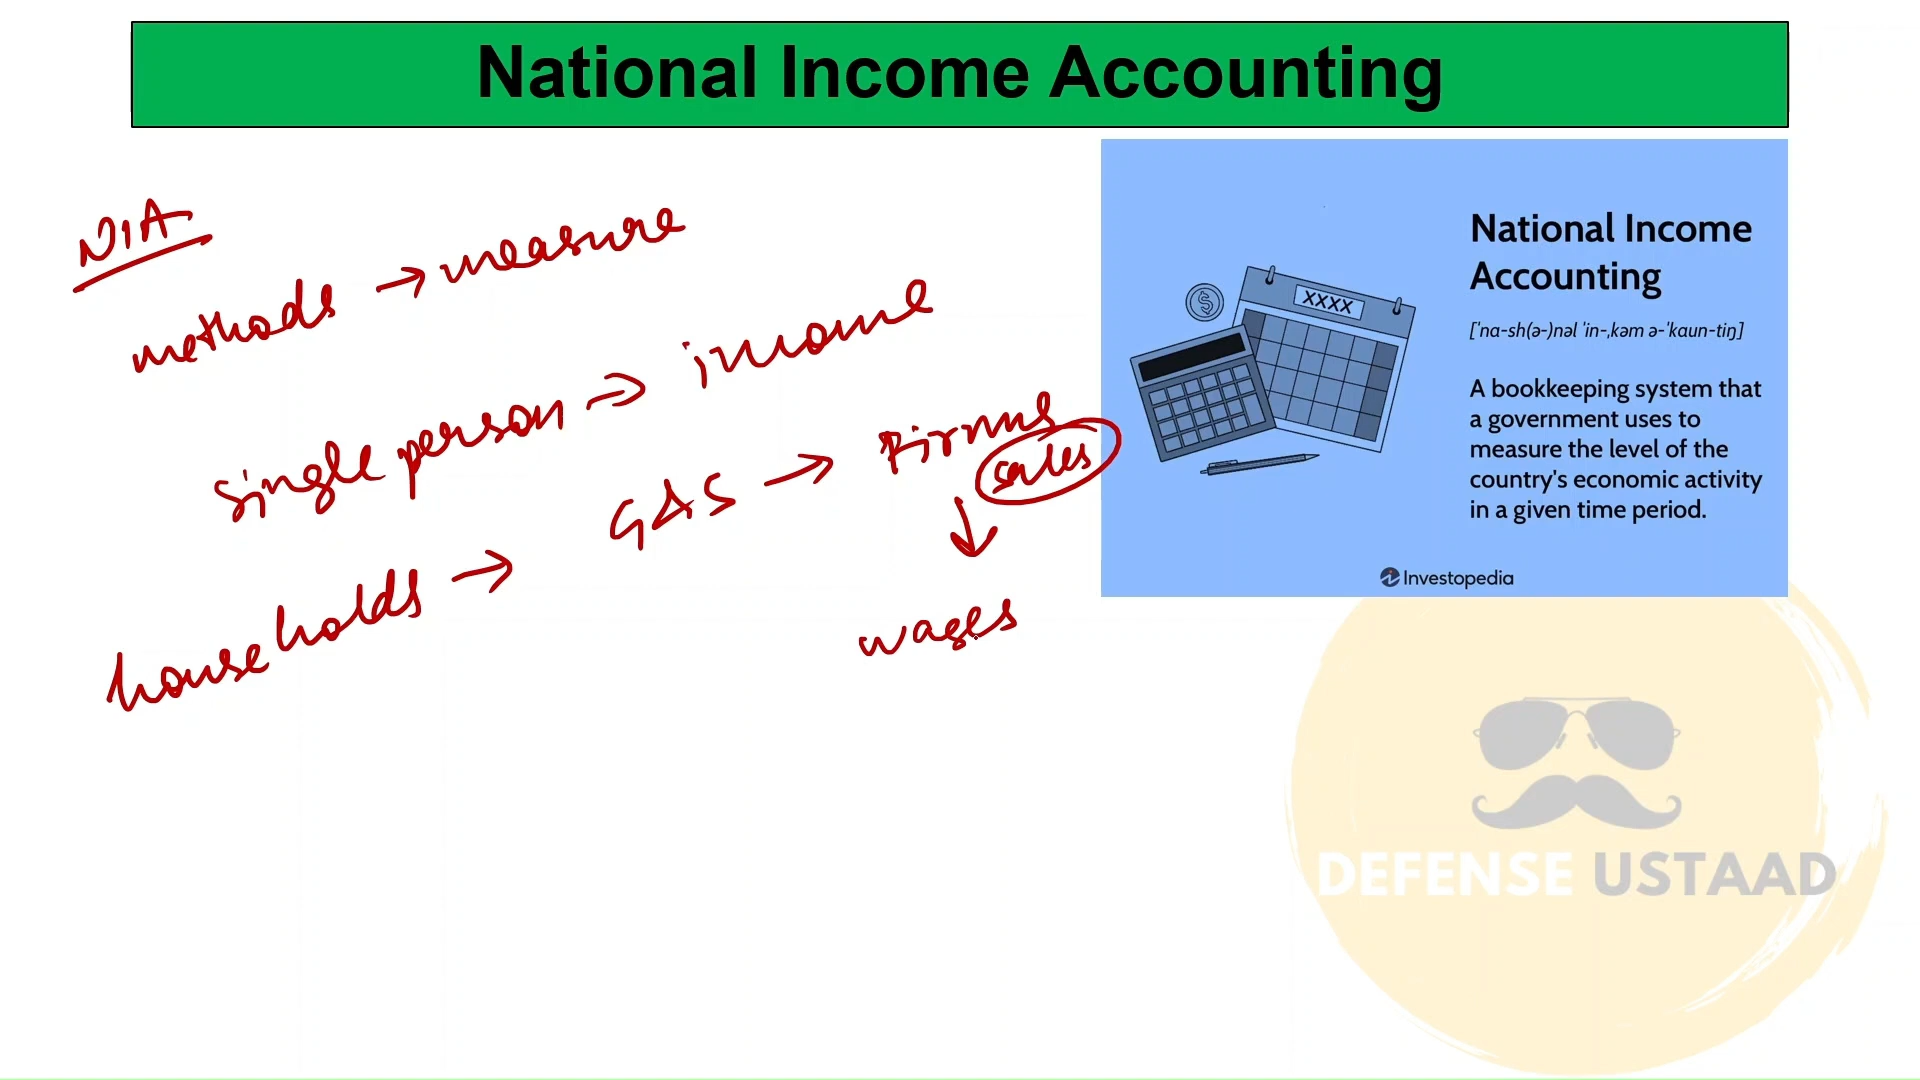 National Income Accounting
NIA
methods → measure
single person → income
households → G&S → Firms
sales
↓
wages
National Income
Accounting
['na-sh(ə-)nəl 'in-,kəm ə-'kaun-tiŋ]
A bookkeeping system that
a government uses to
measure the level of the
country's economic activity
in a given time period.
XXXX
$
Investopedia
DEFENSE USTAAD